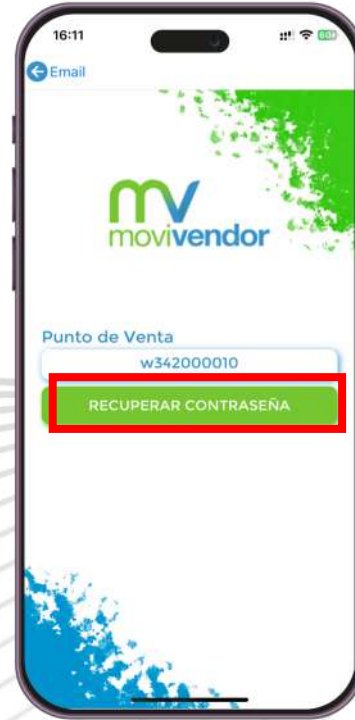 16:11
Email
mv
movivendor
Punto de Venta
w342000010
RECUPERAR CONTRASEÑA